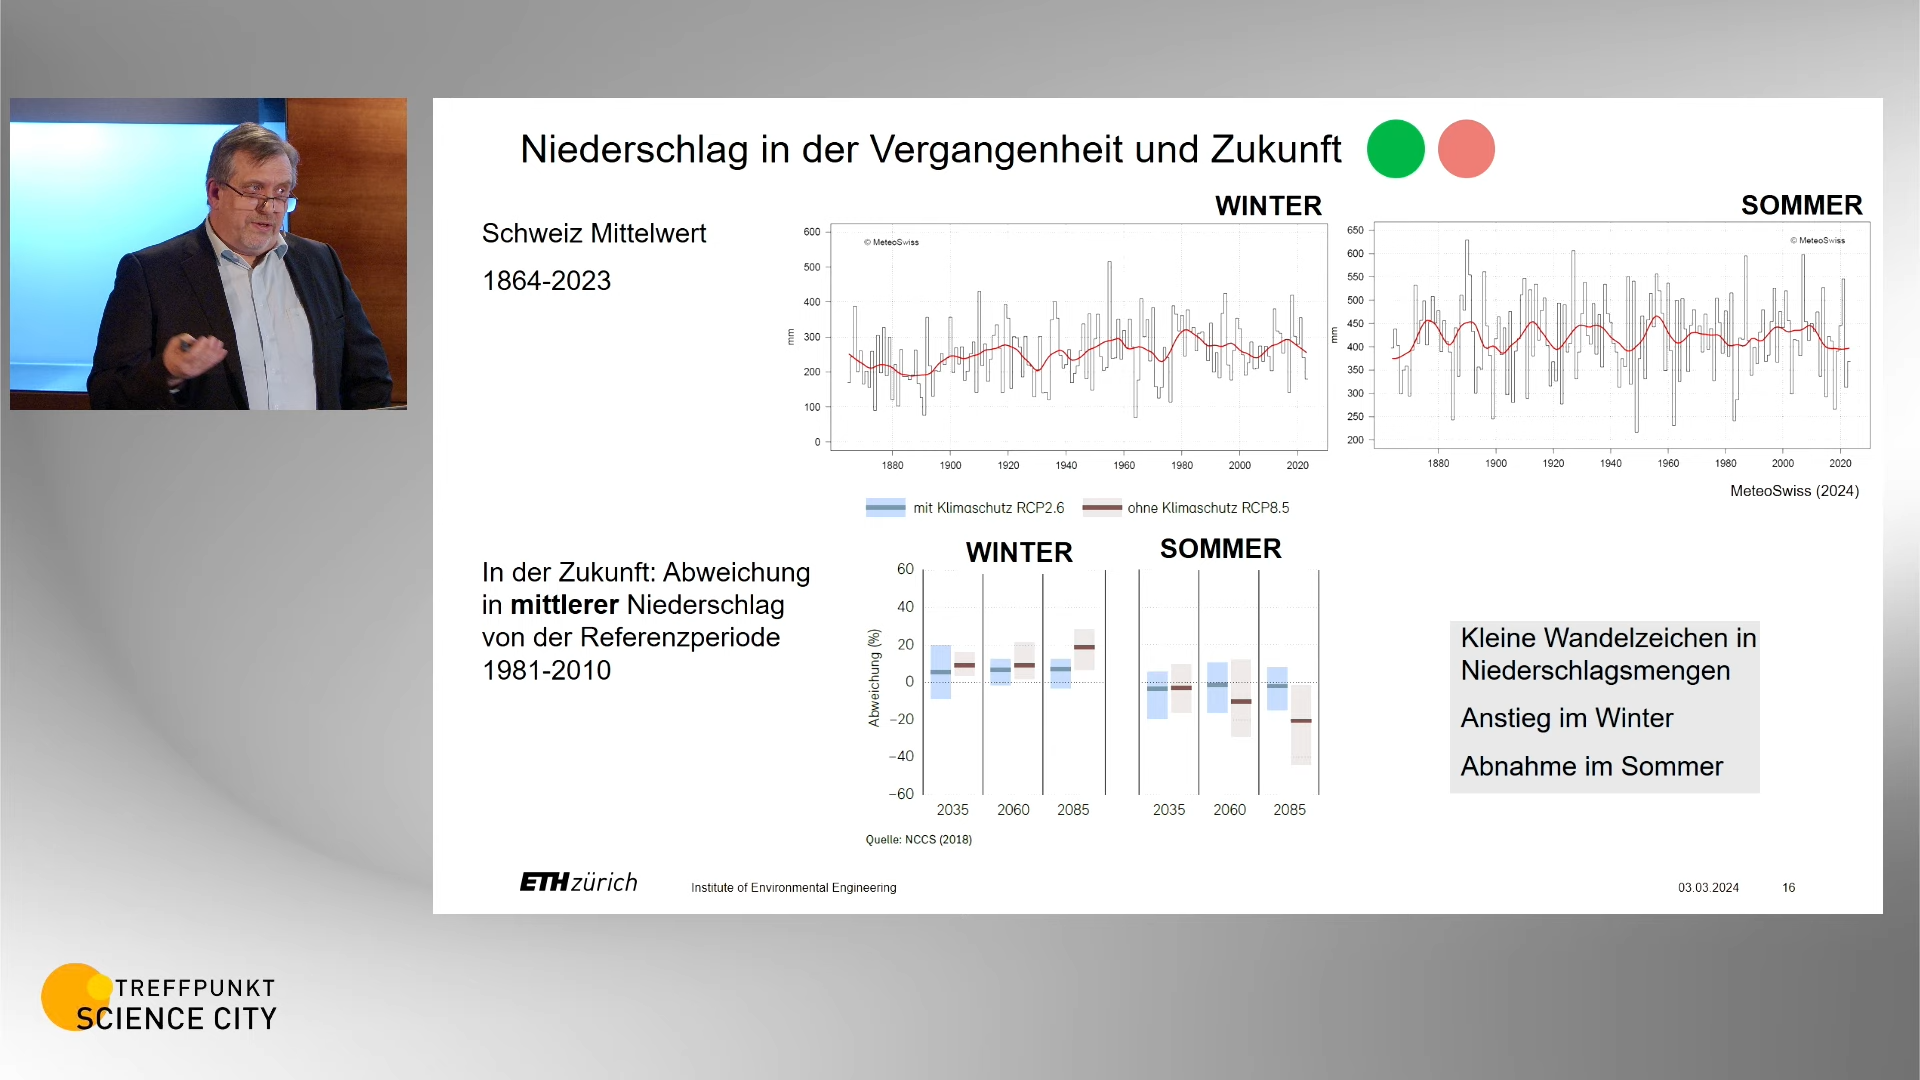 Niederschlag in der Vergangenheit und Zukunft
Schweiz Mittelwert
1864-2023
WINTER
© MeteoSwiss
600
500
400
300
200
100
0
mm
1880 1900 1920 1940 1960 1980 2000 2020
SOMMER
© MeteoSwiss
650
600
550
500
450
400
350
300
250
200
mm
1880 1900 1920 1940 1960 1980 2000 2020
MeteoSwiss (2024)
mit Klimaschutz RCP2.6 ohne Klimaschutz RCP8.5
In der Zukunft: Abweichung
in mittlerer Niederschlag
von der Referenzperiode
1981-2010
WINTER SOMMER
Abweichung (%)
60
40
20
0
−20
−40
−60
2035 2060 2085 2035 2060 2085
Quelle: NCCS (2018)
Kleine Wandelzeichen in
Niederschlagsmengen
Anstieg im Winter
Abnahme im Sommer
ETH zürich
Institute of Environmental Engineering
03.03.2024 16
TREFFPUNKT
SCIENCE CITY